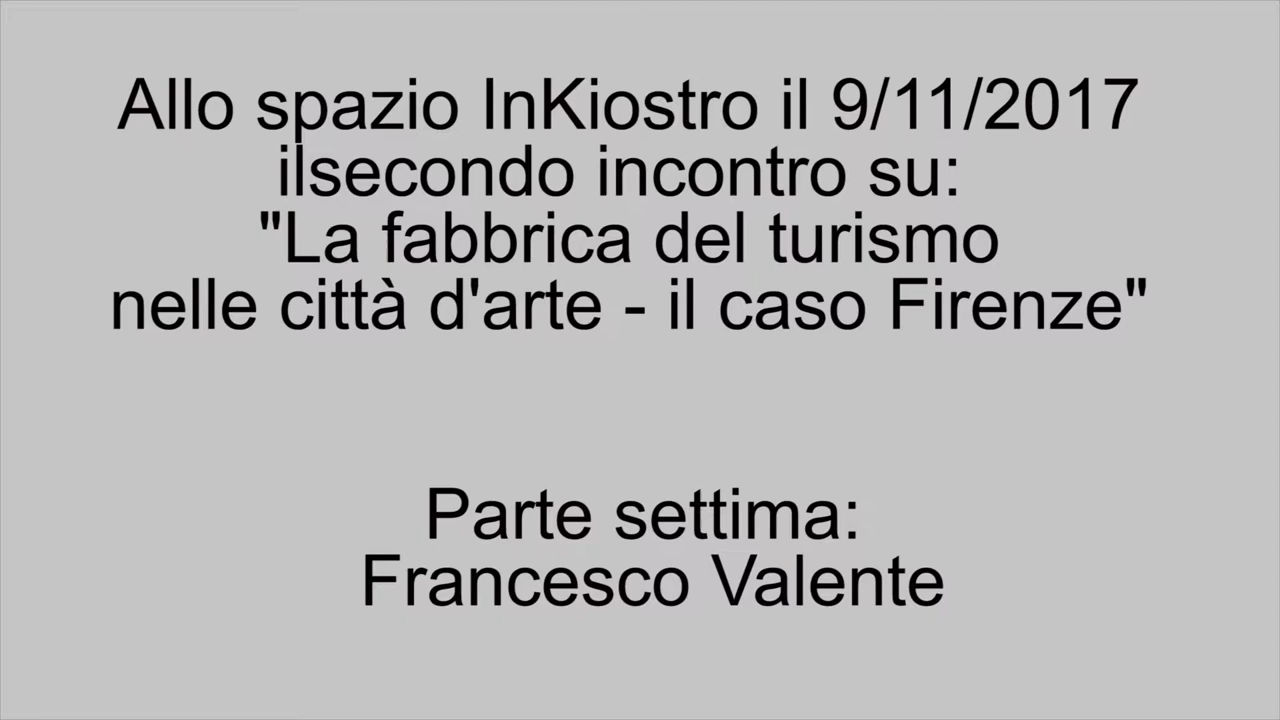 Allo spazio InKiostro il 9/11/2017
ilsecondo incontro su:
"La fabbrica del turismo
nelle città d'arte - il caso Firenze"
Parte settima:
Francesco Valente